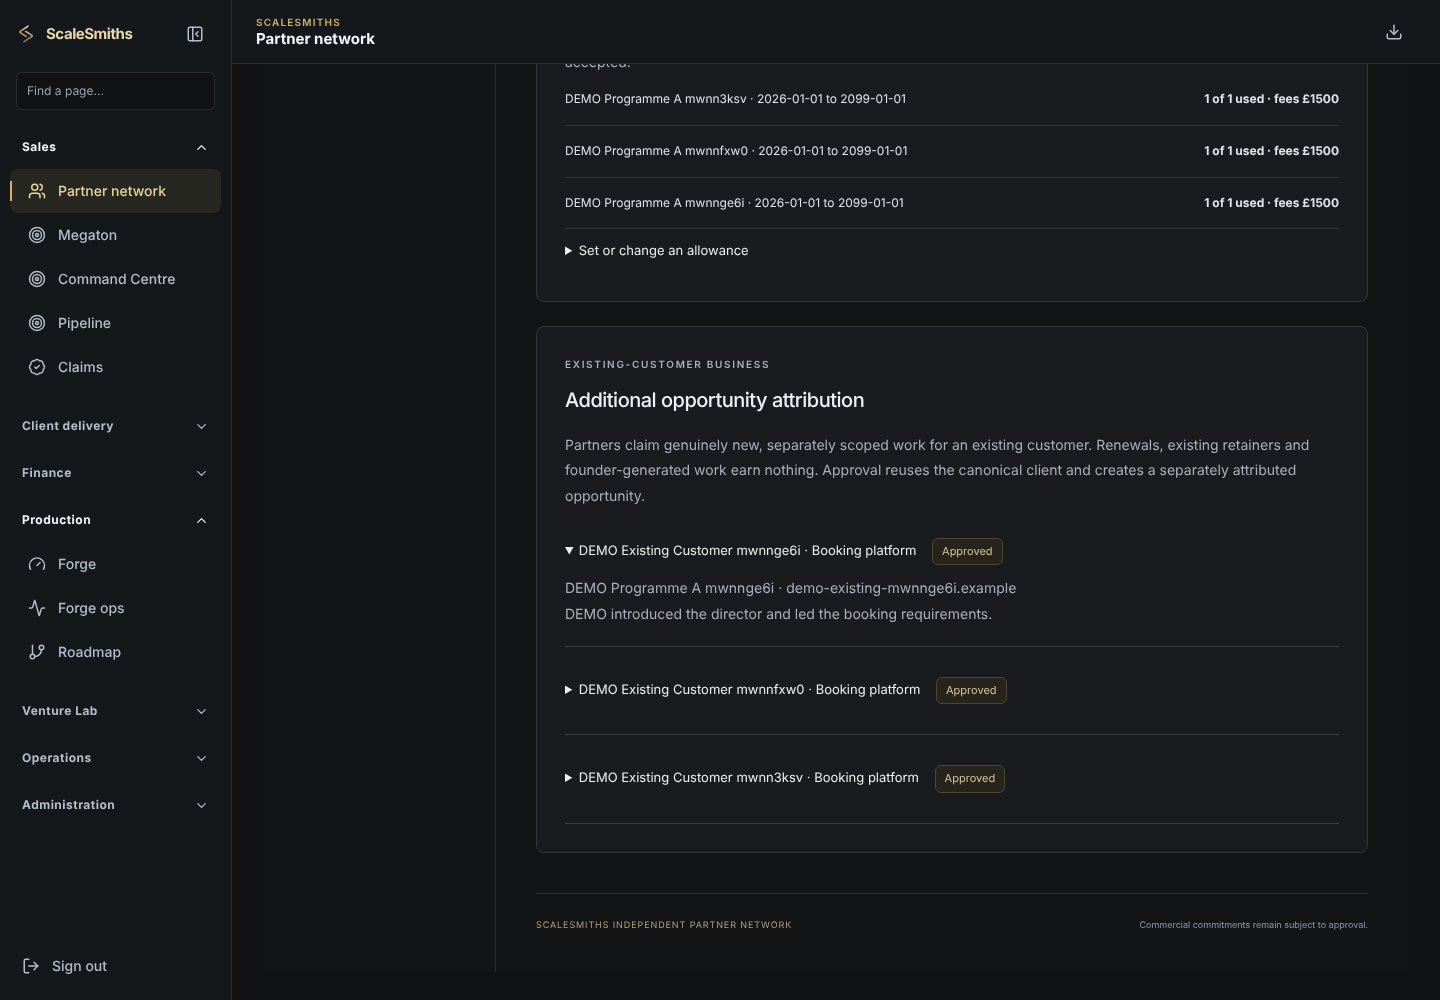 ScaleSmiths
SCALESMITHS
Partner network
Find a page...
Sales
Partner network
Megaton
Command Centre
Pipeline
Claims
Client delivery
Finance
Production
Forge
Forge ops
Roadmap
Venture Lab
Operations
Administration
Sign out
accepted.
DEMO Programme A mwnn3ksv · 2026-01-01 to 2099-01-01 1 of 1 used · fees £1500
DEMO Programme A mwnnfxw0 · 2026-01-01 to 2099-01-01 1 of 1 used · fees £1500
DEMO Programme A mwnnge6i · 2026-01-01 to 2099-01-01 1 of 1 used · fees £1500
Set or change an allowance
EXISTING-CUSTOMER BUSINESS
Additional opportunity attribution
Partners claim genuinely new, separately scoped work for an existing customer. Renewals, existing retainers and
founder-generated work earn nothing. Approval reuses the canonical client and creates a separately attributed
opportunity.
DEMO Existing Customer mwnnge6i · Booking platform Approved
DEMO Programme A mwnnge6i · demo-existing-mwnnge6i.example
DEMO introduced the director and led the booking requirements.
DEMO Existing Customer mwnnfxw0 · Booking platform Approved
DEMO Existing Customer mwnn3ksv · Booking platform Approved
SCALESMITHS INDEPENDENT PARTNER NETWORK Commercial commitments remain subject to approval.